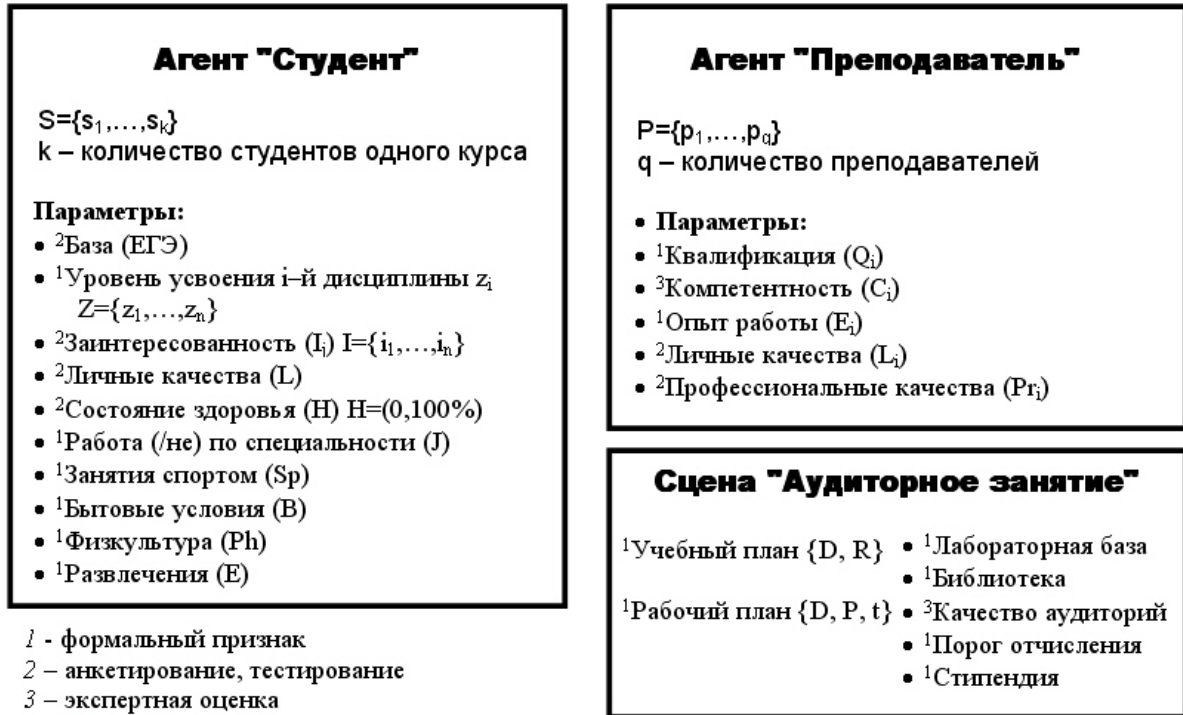 Агент "Студент"
S={s₁,…,sₖ}
k – количество студентов одного курса
Параметры:
• ²База (ЕГЭ)
• ¹Уровень усвоения i–й дисциплины zᵢ
Z={z₁,…,zₙ}
• ²Заинтересованность (Iⱼ) I={i₁,…,iₙ}
• ²Личные качества (L)
• ²Состояние здоровья (H) H=(0,100%)
• ¹Работа (/не) по специальности (J)
• ¹Занятия спортом (Sp)
• ¹Бытовые условия (B)
• ¹Физкультура (Ph)
• ¹Развлечения (E)
1 - формальный признак
2 – анкетирование, тестирование
3 – экспертная оценка
Агент "Преподаватель"
P={p₁,…,p_q}
q – количество преподавателей
• Параметры:
• ¹Квалификация (Qᵢ)
• ³Компетентность (Cᵢ)
• ¹Опыт работы (Eᵢ)
• ²Личные качества (Lᵢ)
• ²Профессиональные качества (Prᵢ)
Сцена "Аудиторное занятие"
¹Учебный план {D, R}
¹Рабочий план {D, P, t}
• ¹Лабораторная база
• ¹Библиотека
• ³Качество аудиторий
• ¹Порог отчисления
• ¹Стипендия